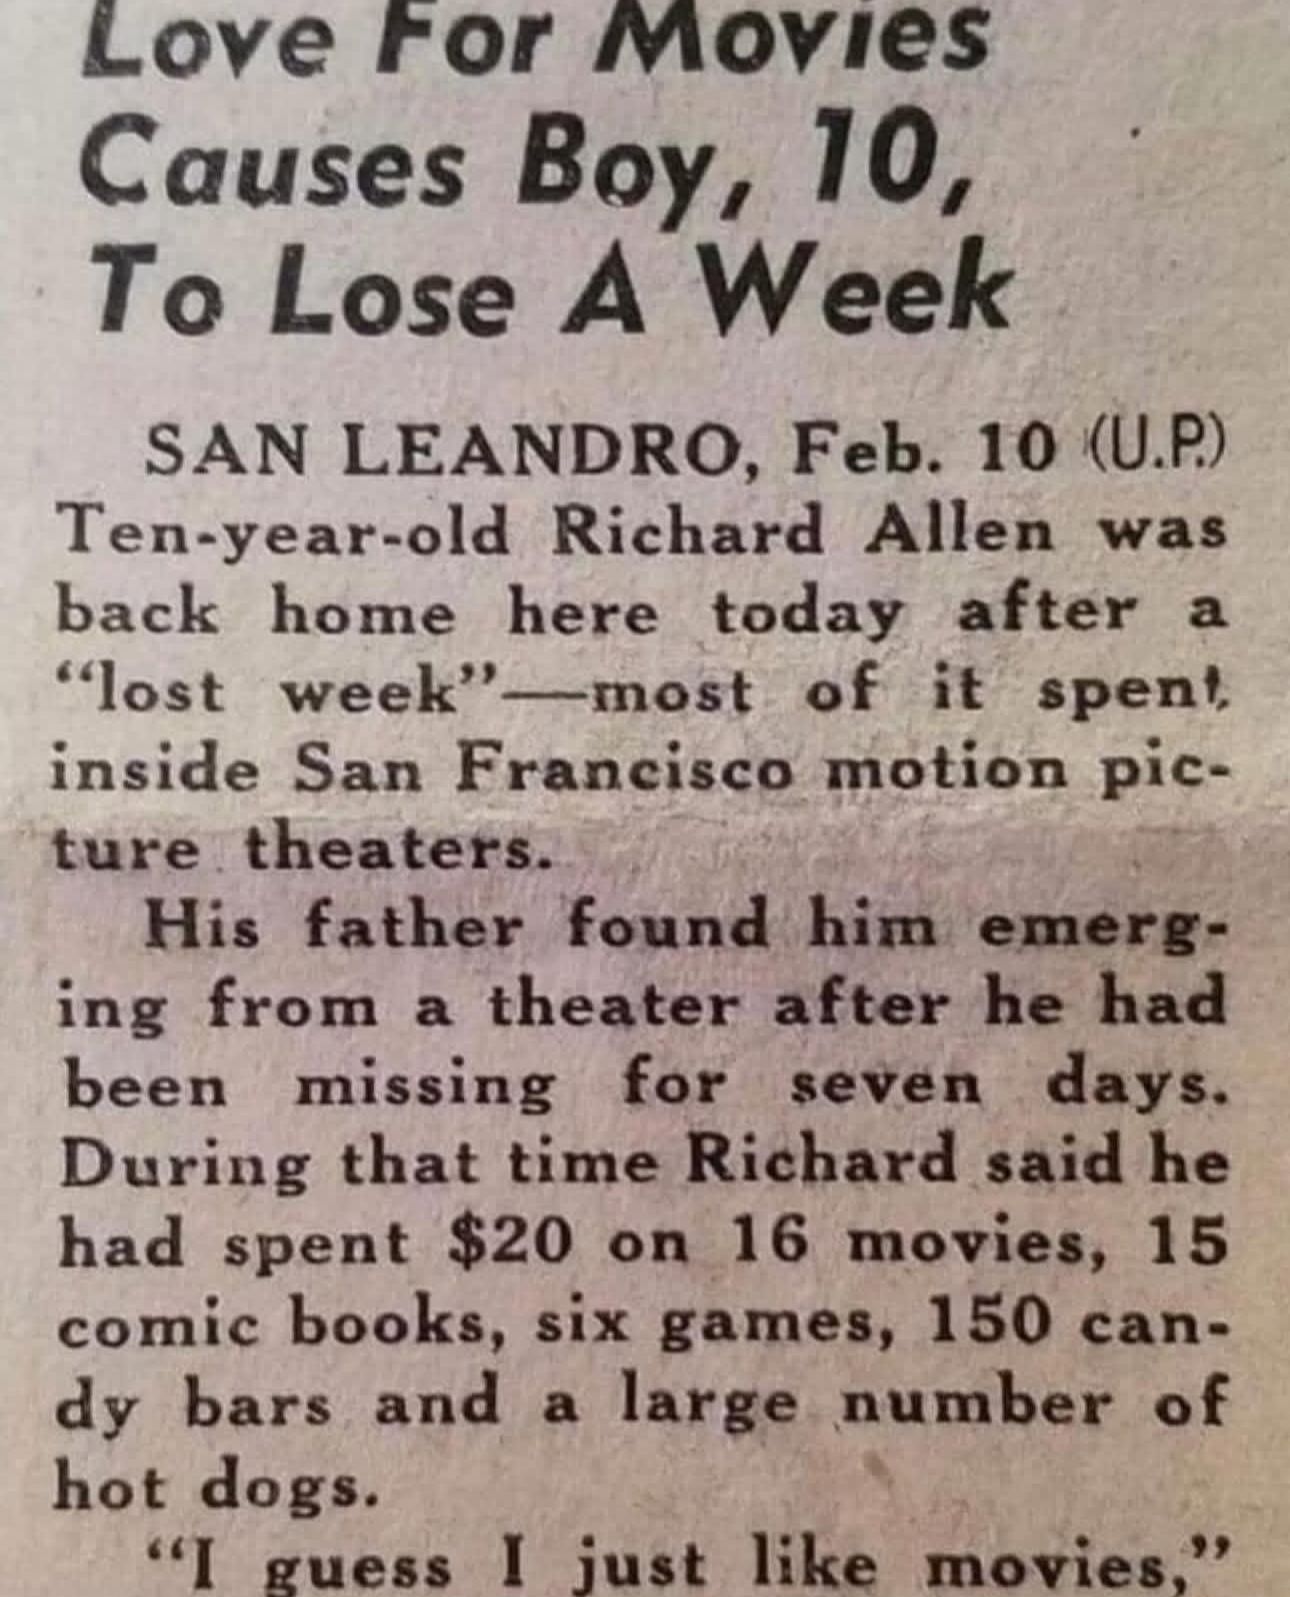 Love For Movies
Causes Boy, 10,
To Lose A Week
SAN LEANDRO, Feb. 10 (U.P.)
Ten-year-old Richard Allen was
back home here today after a
“lost week”—most of it spent
inside San Francisco motion pic-
ture theaters.
His father found him emerg-
ing from a theater after he had
been missing for seven days.
During that time Richard said he
had spent $20 on 16 movies, 15
comic books, six games, 150 can-
dy bars and a large number of
hot dogs.
“I guess I just like movies,”